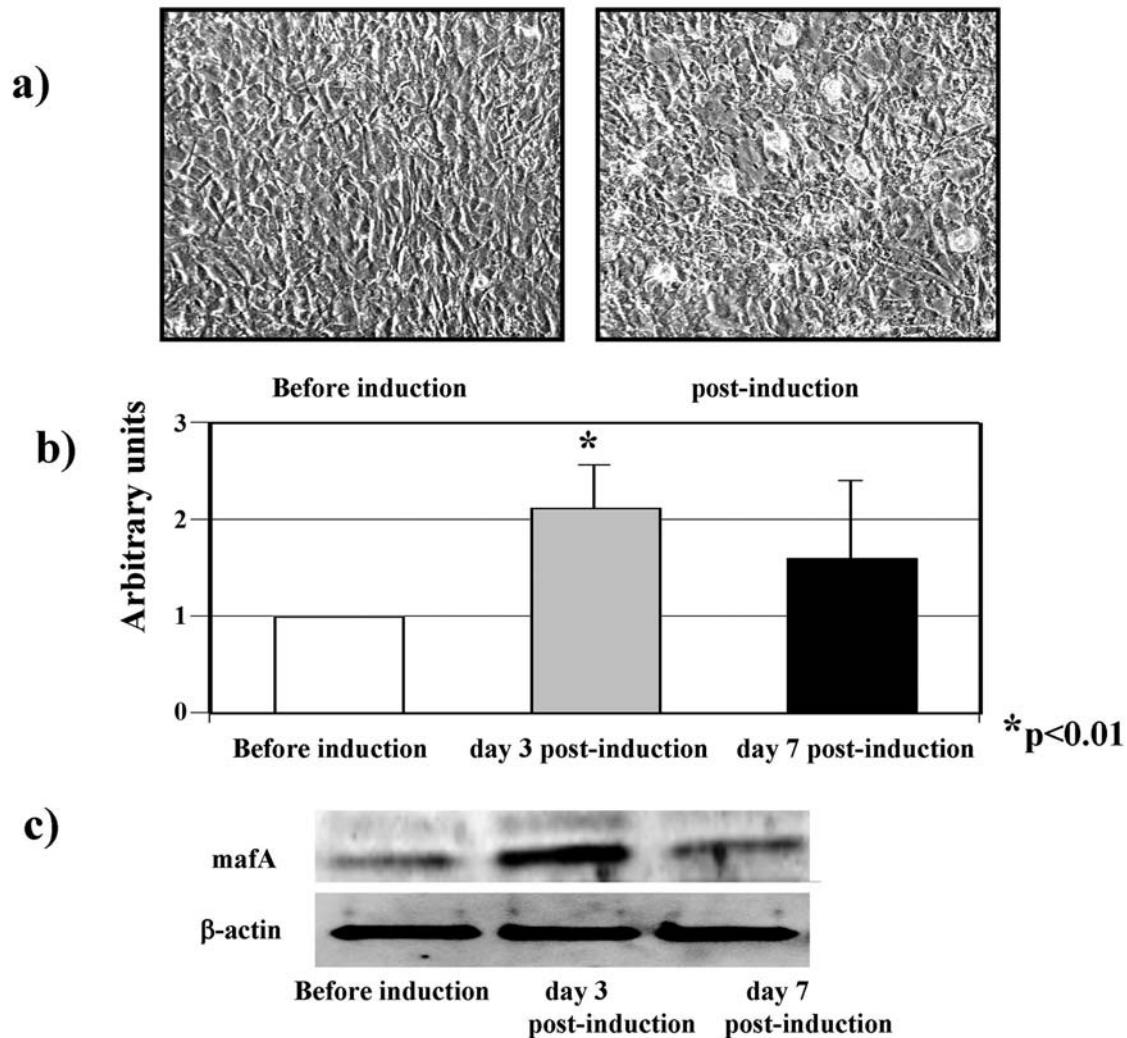 a)
Before induction post-induction
b)
Arbitrary units
3
2
1
0
*
Before induction day 3 post-induction day 7 post-induction
*p<0.01
c)
mafA
β-actin
Before induction day 3 day 7
post-induction post-induction